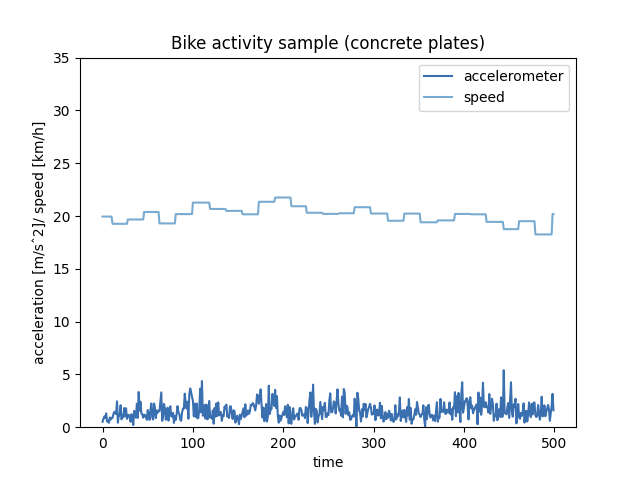 Bike activity sample (concrete plates)
accelerometer
speed
acceleration [m/sˆ2]/ speed [km/h]
35
30
25
20
15
10
5
0
0 100 200 300 400 500
time